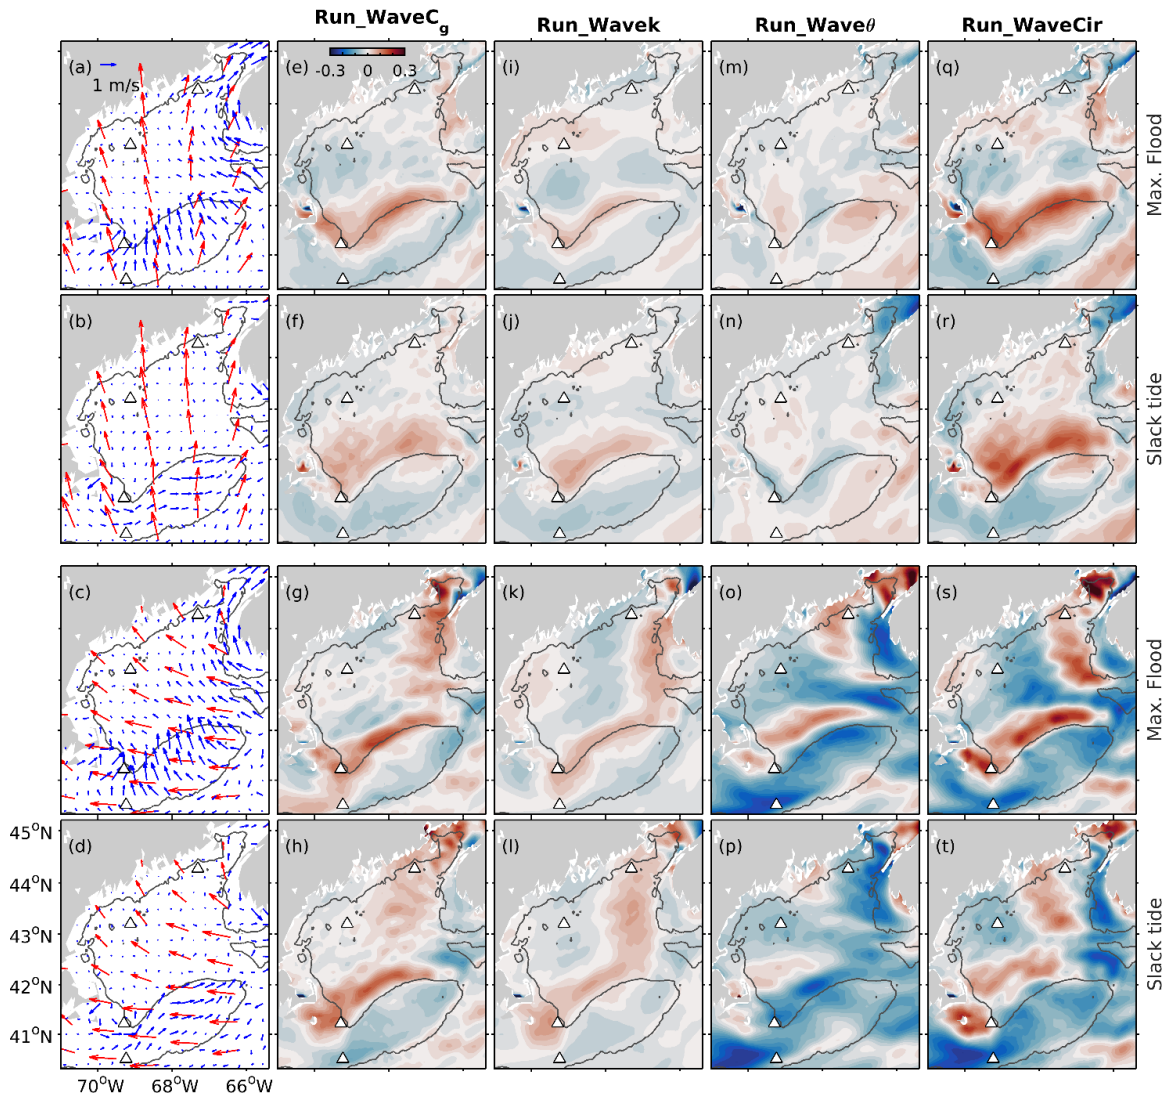 Run_WaveCg
Run_Wavek
Run_Waveθ
Run_WaveCir
(a)
1 m/s
(e)
-0.3 0 0.3
(i)
(m)
(q)
Max. Flood
(b)
(f)
(j)
(n)
(r)
Slack tide
(c)
(g)
(k)
(o)
(s)
Max. Flood
(d)
(h)
(l)
(p)
(t)
Slack tide
45°N
44°N
43°N
42°N
41°N
70°W 68°W 66°W